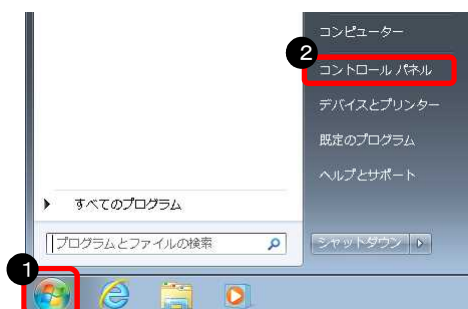 コンピューター
2
コントロール パネル
デバイスとプリンター
既定のプログラム
ヘルプとサポート
すべてのプログラム
プログラムとファイルの検索
シャットダウン
1